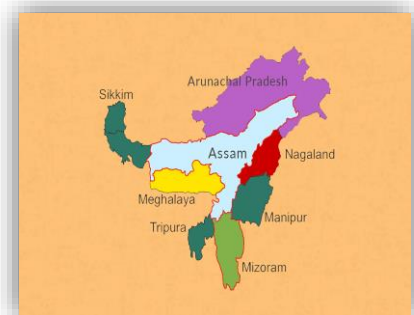 Arunachal Pradesh
Sikkim
Assam
Nagaland
Meghalaya
Tripura
Manipur
Mizoram